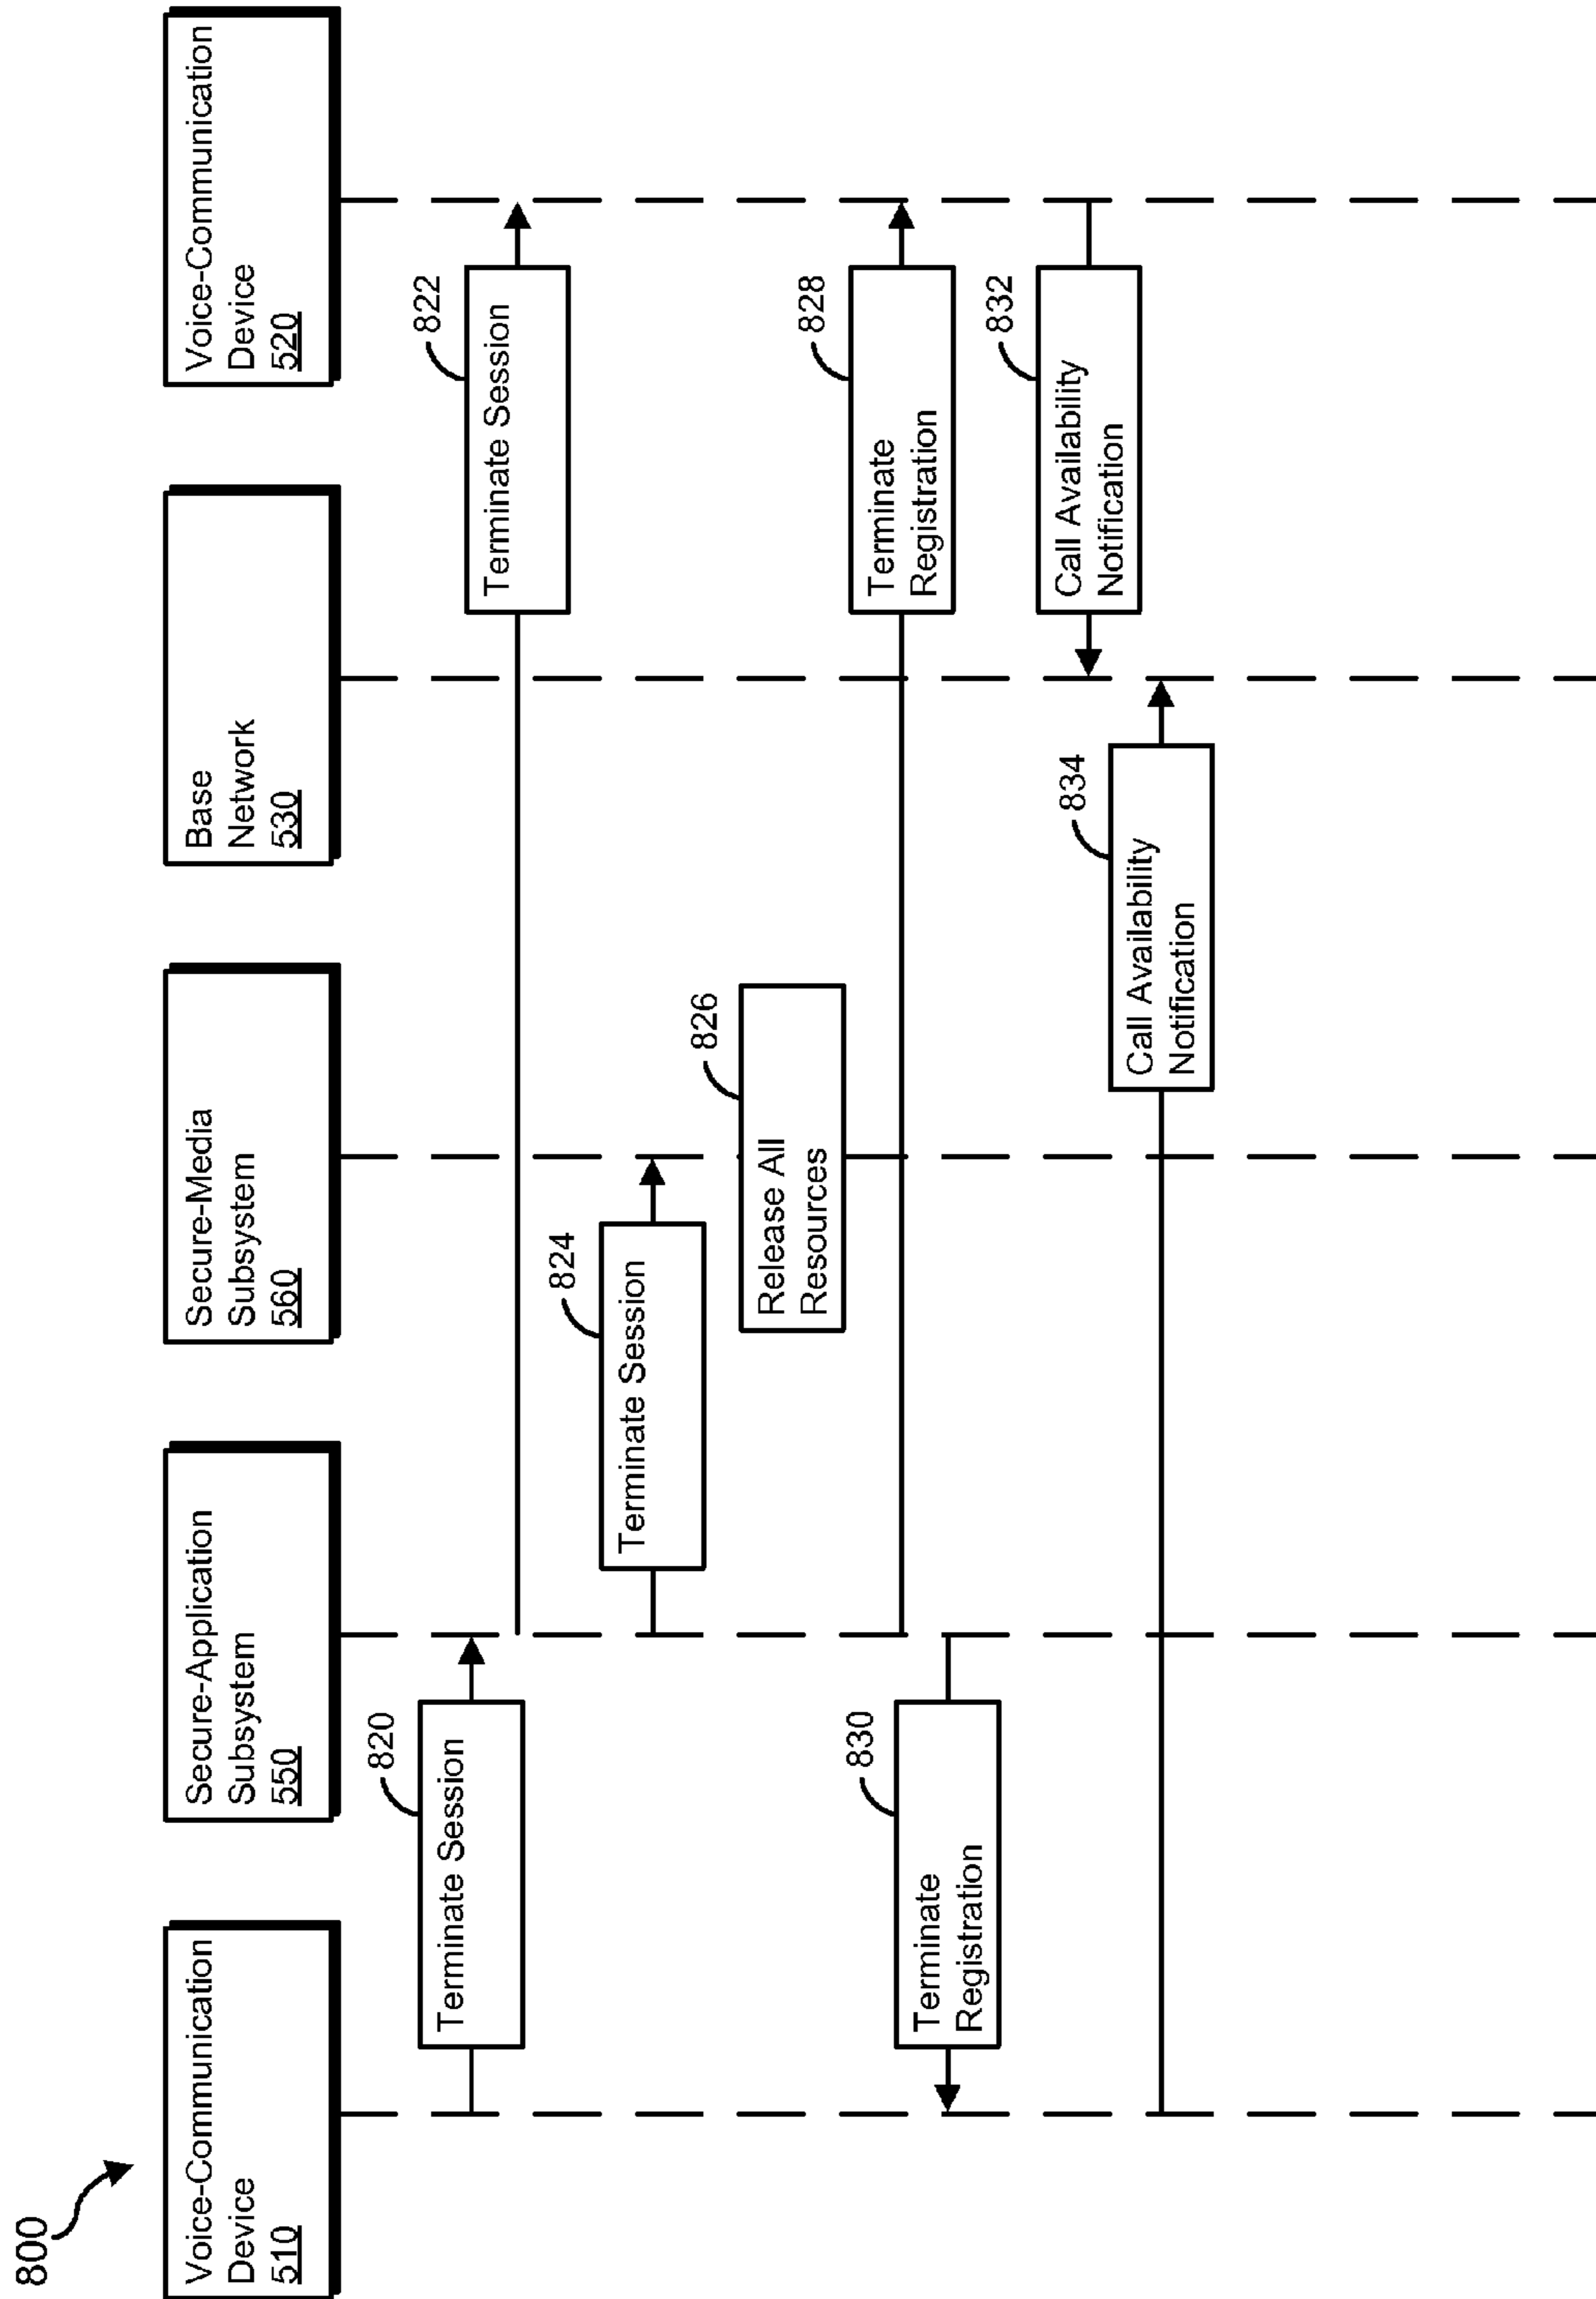 800
Voice-Communication
Device
510
Secure-Application
Subsystem
550
Secure-Media
Subsystem
560
Base
Network
530
Voice-Communication
Device
520
820
Terminate Session
822
Terminate Session
824
Terminate Session
826
Release All
Resources
828
Terminate
Registration
830
Terminate
Registration
832
Call Availability
Notification
834
Call Availability
Notification